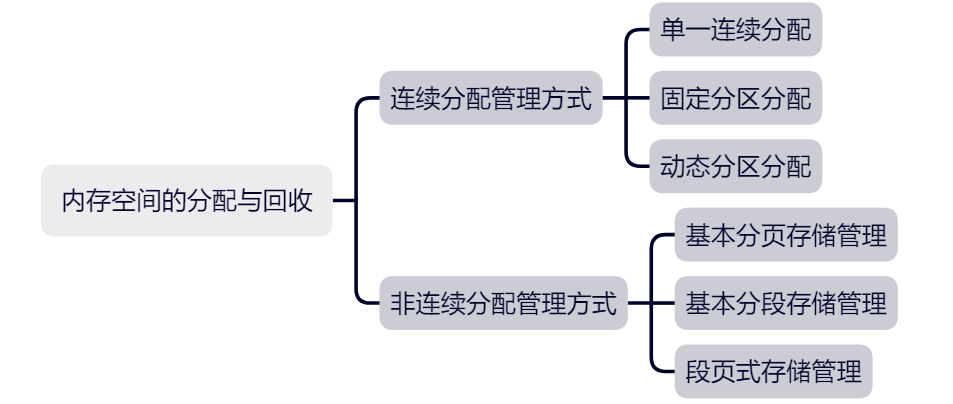 内存空间的分配与回收
连续分配管理方式
单一连续分配
固定分区分配
动态分区分配
非连续分配管理方式
基本分页存储管理
基本分段存储管理
段页式存储管理